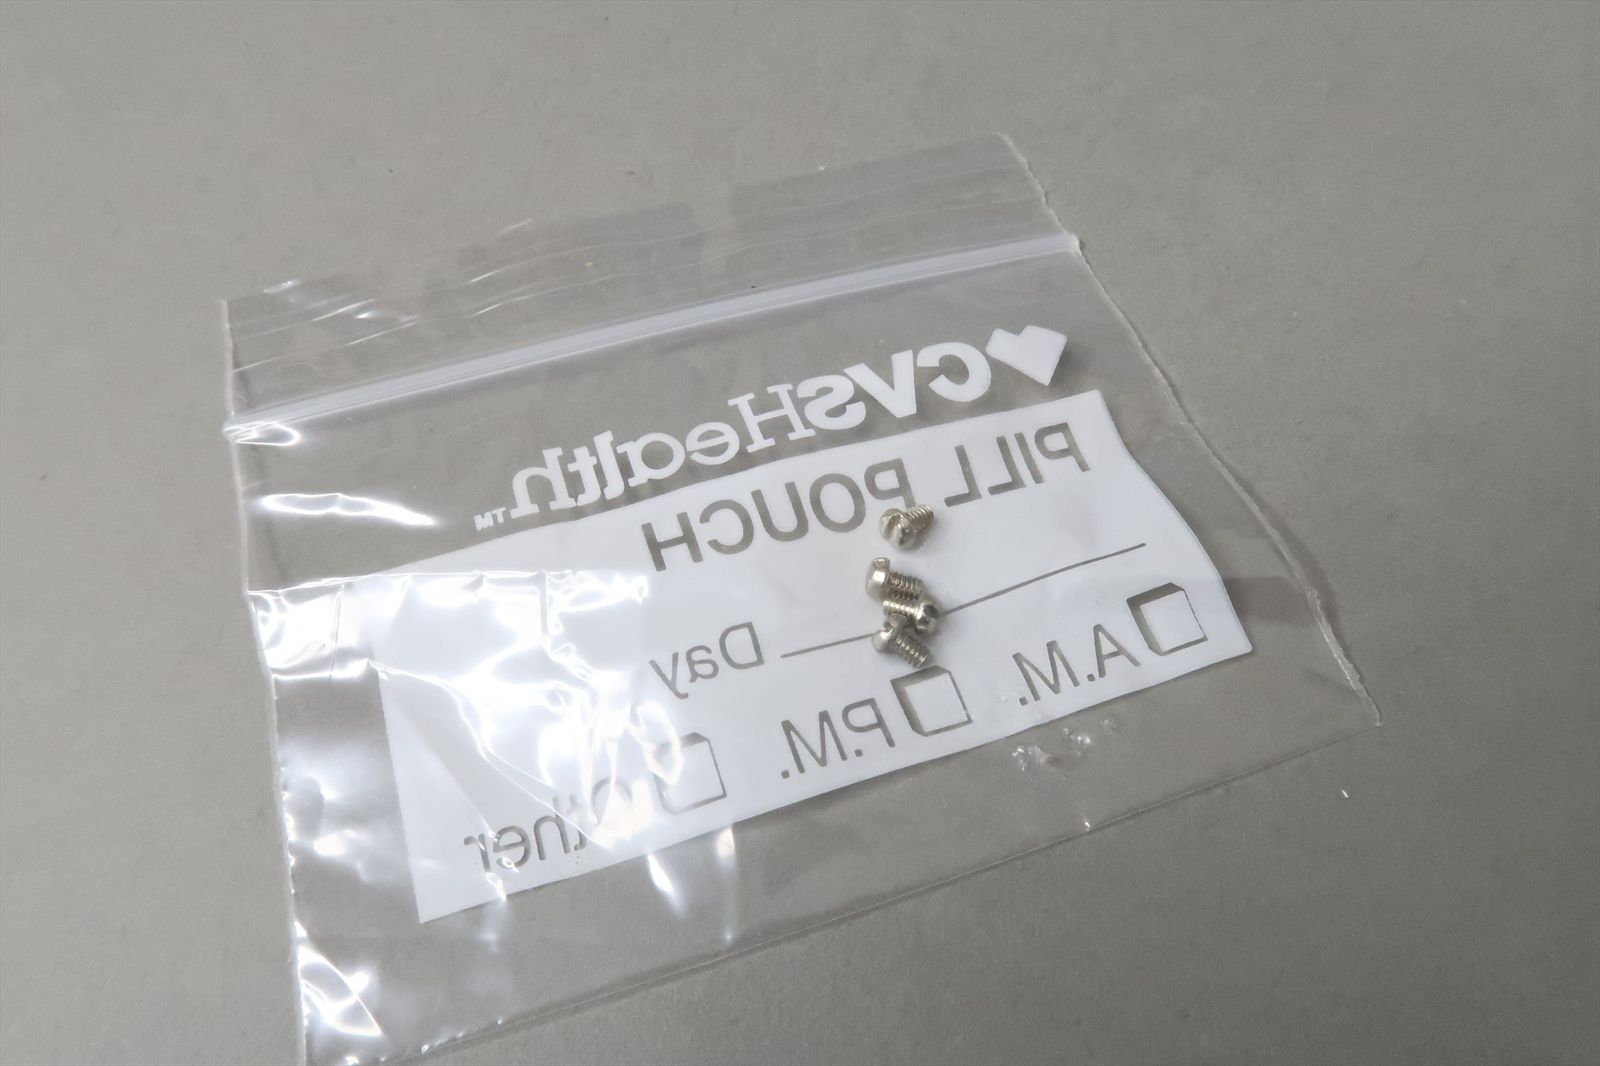 CVSHealth™
PILL POUCH
Day
A.M. P.M. Other